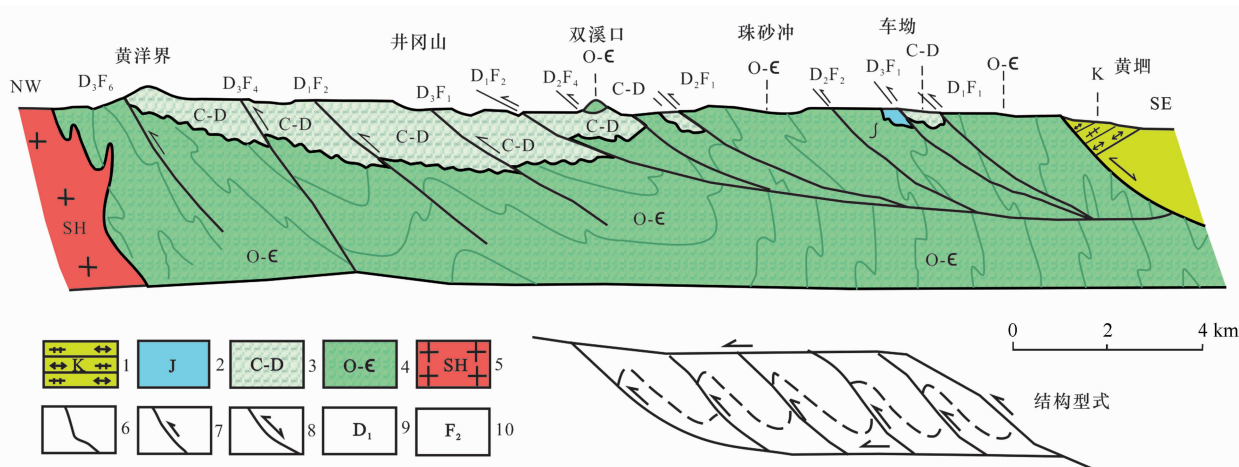 黄洋界 井冈山 双溪口 珠砂冲 车坳 黄坳
NW D₃F₆ D₃F₄ D₁F₂ D₃F₁ D₁F₂ D₂F₄ O-Є C-D D₂F₁ O-Є D₂F₂ D₃F₁ C-D D₁F₁ O-Є K SE
C-D C-D C-D C-D C-D
SH O-Є O-Є O-Є
0 2 4 km
K 1 J 2 C-D 3 O-Є 4 SH 5
6 7 8 D₁ 9 F₂ 10
结构型式